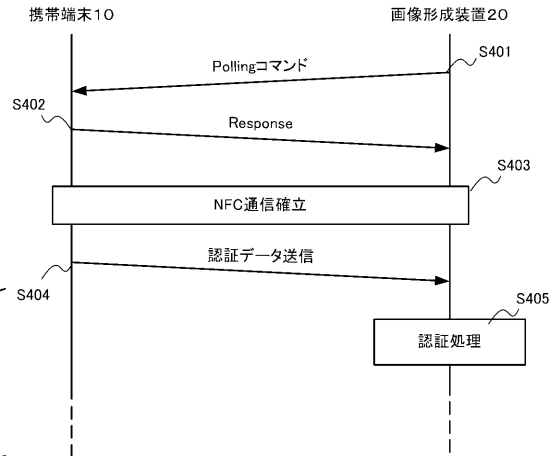 携帯端末10
画像形成装置20
S401
Pollingコマンド
S402
Response
S403
NFC通信確立
認証データ送信
S404
S405
認証処理